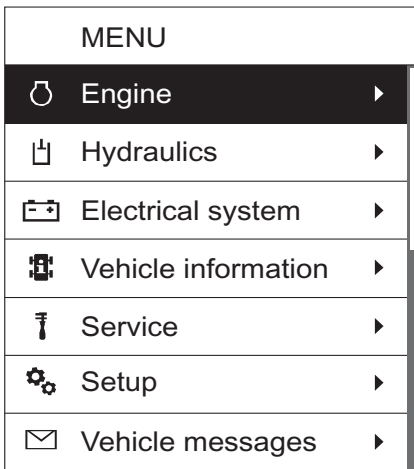 MENU
Engine
Hydraulics
Electrical system
Vehicle information
Service
Setup
Vehicle messages